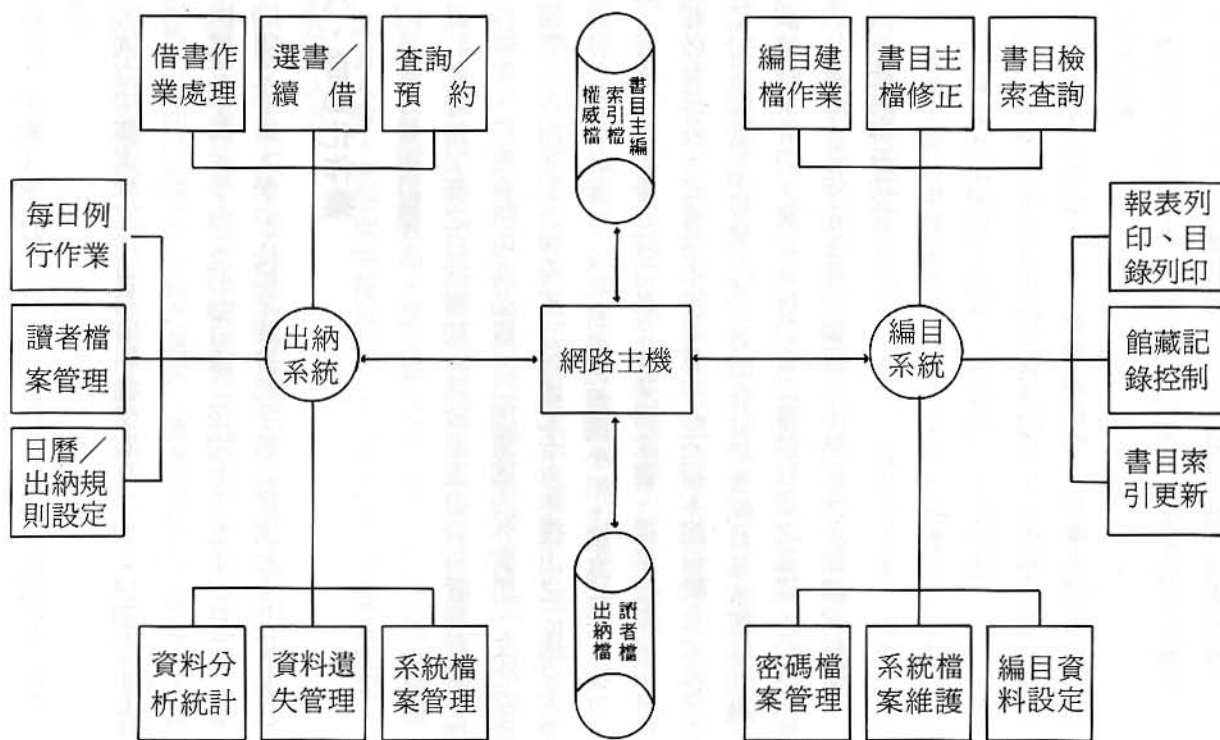 借書作
業處理
選書／
續　借
查詢／
預　約
書目主編
索引檔
權威檔
編目建
檔作業
書目主
檔修正
書目檢
索查詢
每日例
行作業
讀者檔
案管理
日曆／
出納規
則設定
出納
系統
網路主機
編目
系統
報表列
印、目
錄列印
館藏記
錄控制
書目索
引更新
資料分
析統計
資料遺
失管理
系統檔
案管理
讀者檔
出納檔
密碼檔
案管理
系統檔
案維護
編目資
料設定